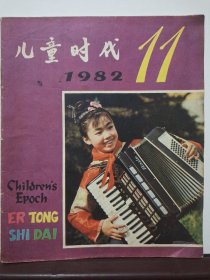 儿童时代
11
1982
Children's
Epoch
ER TONG
SHI DAI